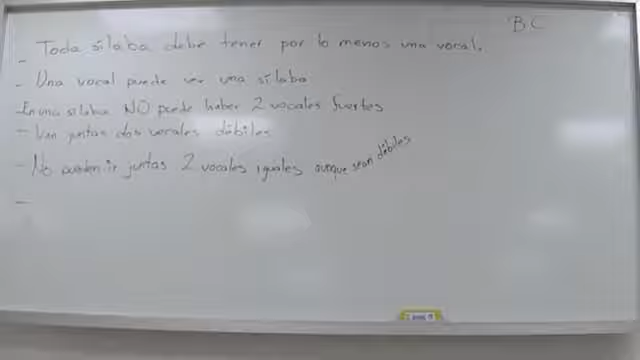 BC
- Toda sílaba debe tener por lo menos una vocal.
- Una vocal puede ser una sílaba
- En una sílaba NO puede haber 2 vocales fuertes
- Van juntas dos vocales débiles
- No pueden ir juntas 2 vocales iguales aunque sean débiles
-